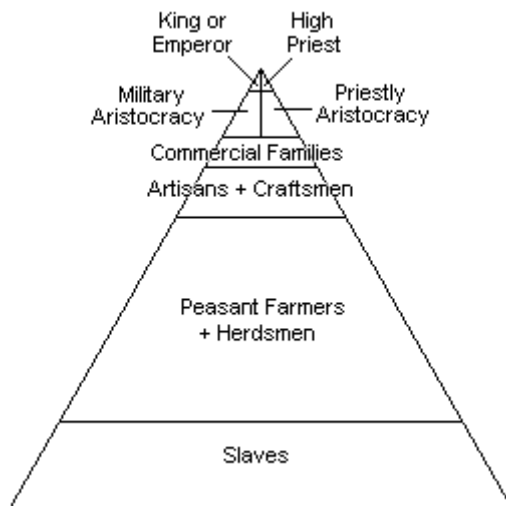 King or
Emperor
High
Priest
Military
Aristocracy
Priestly
Aristocracy
Commercial Families
Artisans + Craftsmen
Peasant Farmers
+ Herdsmen
Slaves